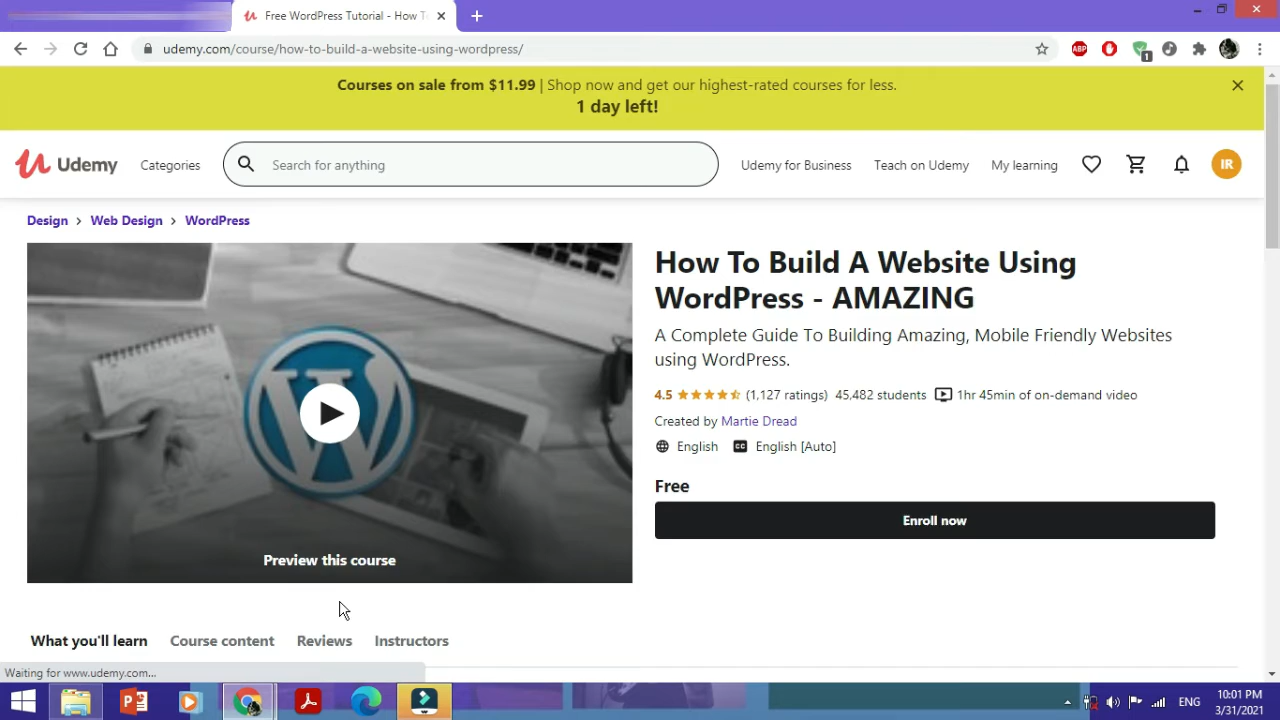 Free WordPress Tutorial - How To
udemy.com/course/how-to-build-a-website-using-wordpress/
ABP
1
Courses on sale from $11.99 | Shop now and get our highest-rated courses for less.
1 day left!
Udemy
Categories
Search for anything
Udemy for Business
Teach on Udemy
My learning
IR
Design > Web Design > WordPress
How To Build A Website Using
WordPress - AMAZING
A Complete Guide To Building Amazing, Mobile Friendly Websites
using WordPress.
4.5 (1,127 ratings) 45,482 students 1hr 45min of on-demand video
Created by Martie Dread
English CC English [Auto]
Free
Enroll now
Preview this course
What you'll learn
Course content
Reviews
Instructors
Waiting for www.udemy.com...
ENG
10:01 PM
3/31/2021